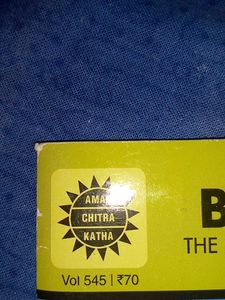 AMAR
CHITRA
KATHA
B
THE
Vol 545 | ₹70